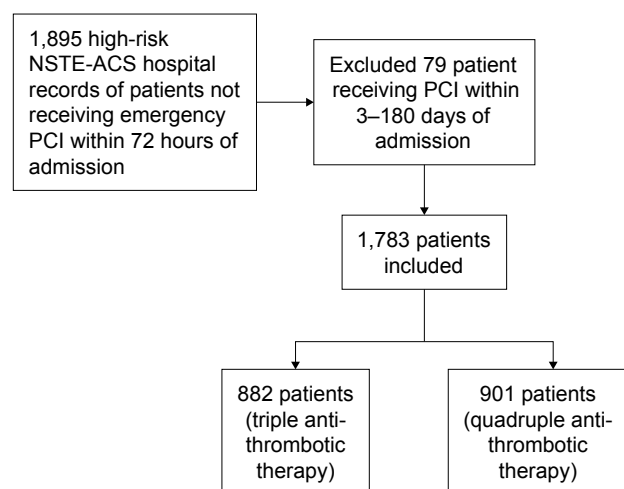 1,895 high-risk
NSTE-ACS hospital
records of patients not
receiving emergency
PCI within 72 hours of
admission
Excluded 79 patient
receiving PCI within
3–180 days of
admission
1,783 patients
included
882 patients
(triple anti-
thrombotic
therapy)
901 patients
(quadruple anti-
thrombotic
therapy)